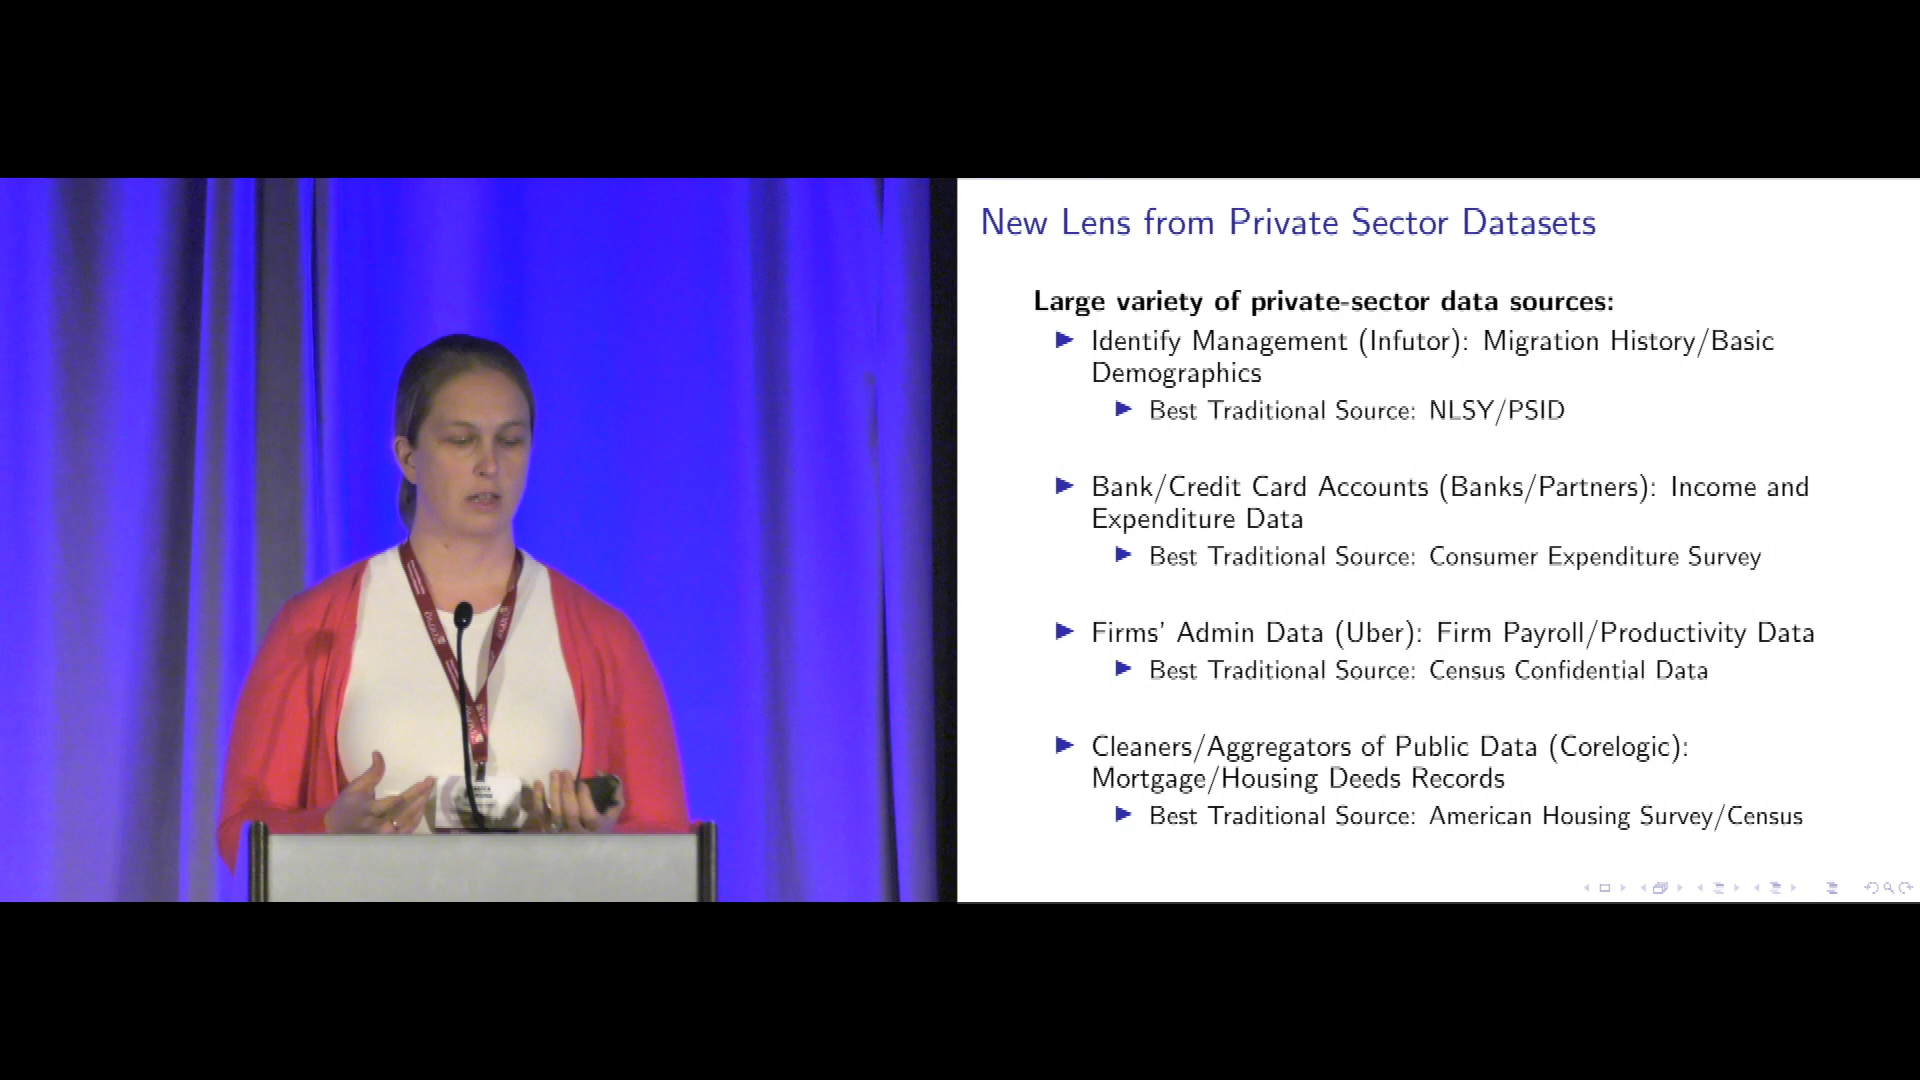 New Lens from Private Sector Datasets
Large variety of private-sector data sources:
Identify Management (Infutor): Migration History/Basic
Demographics
Best Traditional Source: NLSY/PSID
Bank/Credit Card Accounts (Banks/Partners): Income and
Expenditure Data
Best Traditional Source: Consumer Expenditure Survey
Firms' Admin Data (Uber): Firm Payroll/Productivity Data
Best Traditional Source: Census Confidential Data
Cleaners/Aggregators of Public Data (Corelogic):
Mortgage/Housing Deeds Records
Best Traditional Source: American Housing Survey/Census